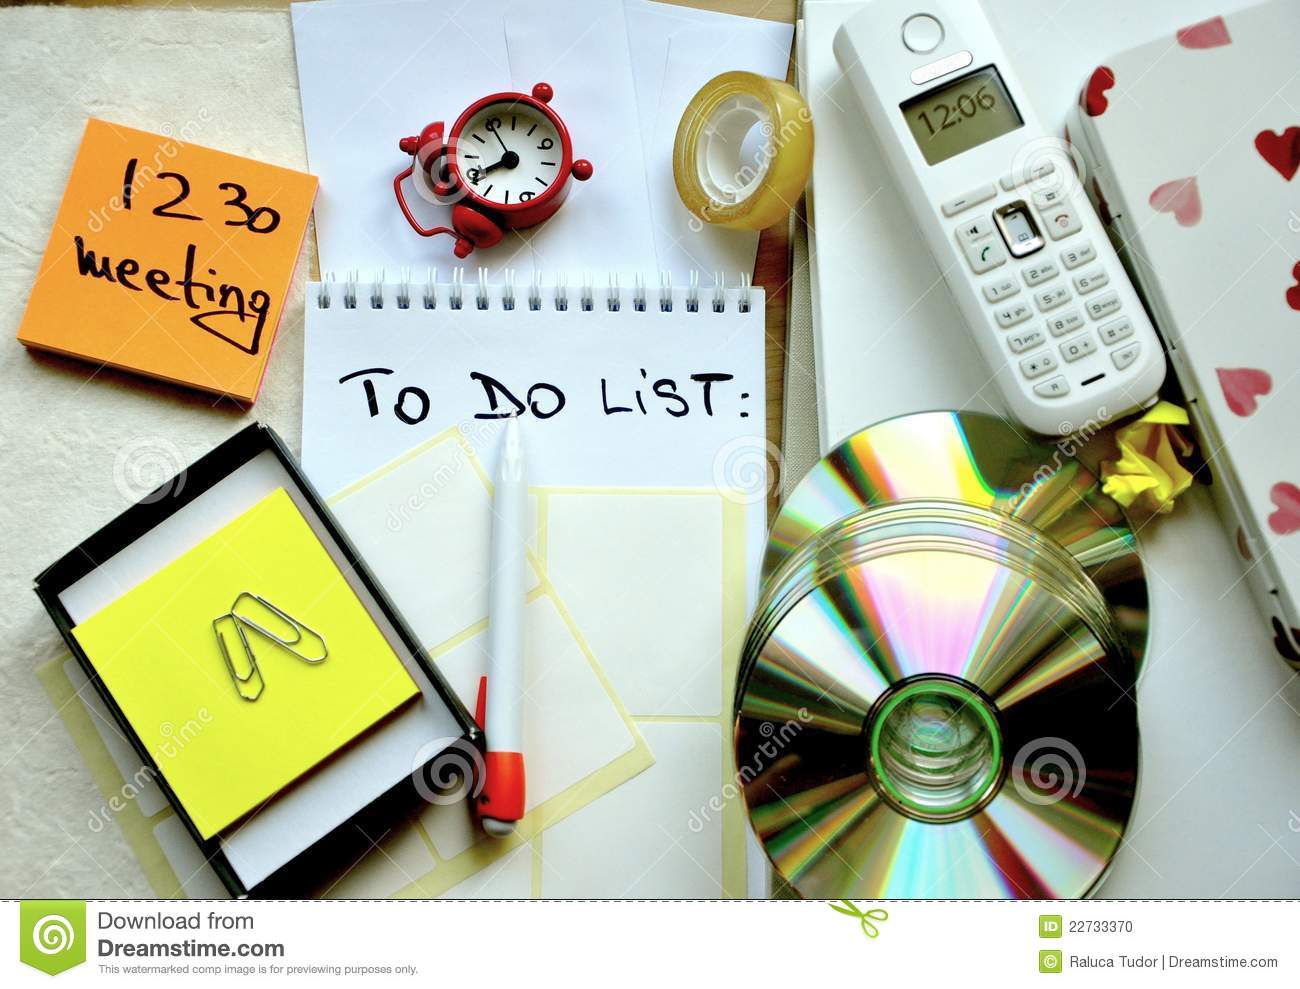 12 30
meeting
TO DO LiST:
12:06
Download from
Dreamstime.com
This watermarked comp image is for previewing purposes only.
ID 22733370
© Raluca Tudor | Dreamstime.com